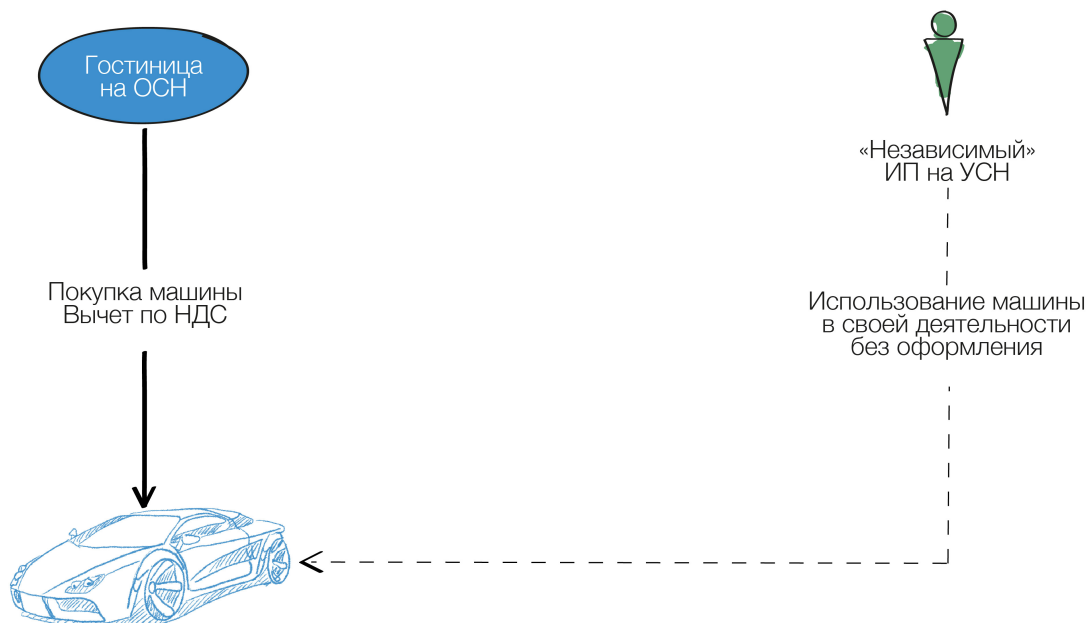 Гостиница
на ОСН
«Независимый»
ИП на УСН
Покупка машины
Вычет по НДС
Использование машины
в своей деятельности
без оформления